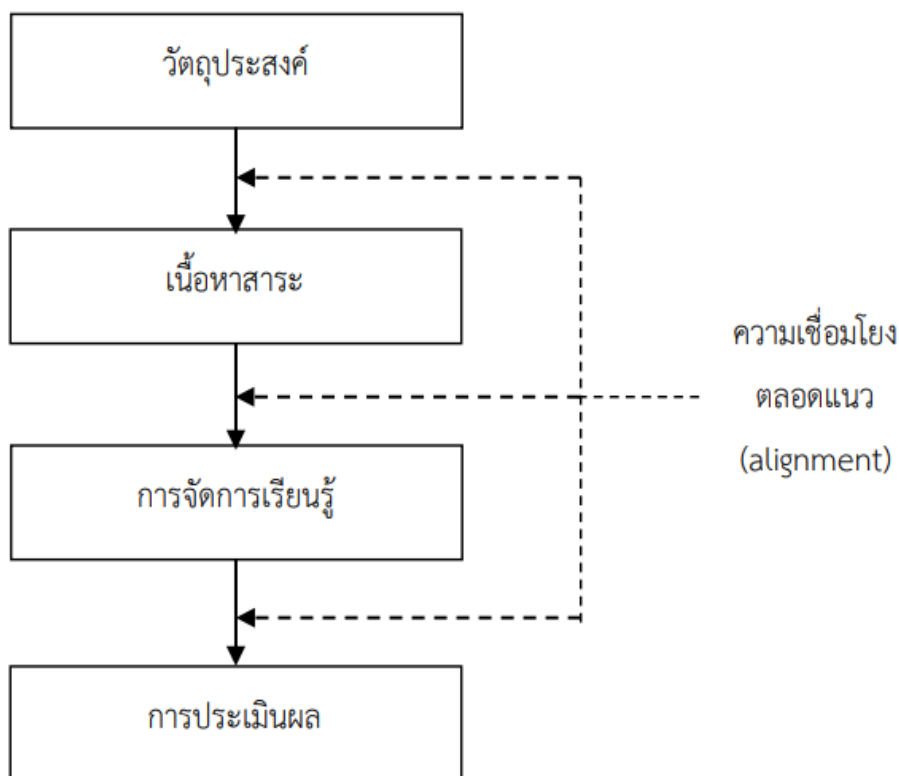 วัตถุประสงค์
เนื้อหาสาระ
การจัดการเรียนรู้
การประเมินผล
ความเชื่อมโยง
ตลอดแนว
(alignment)